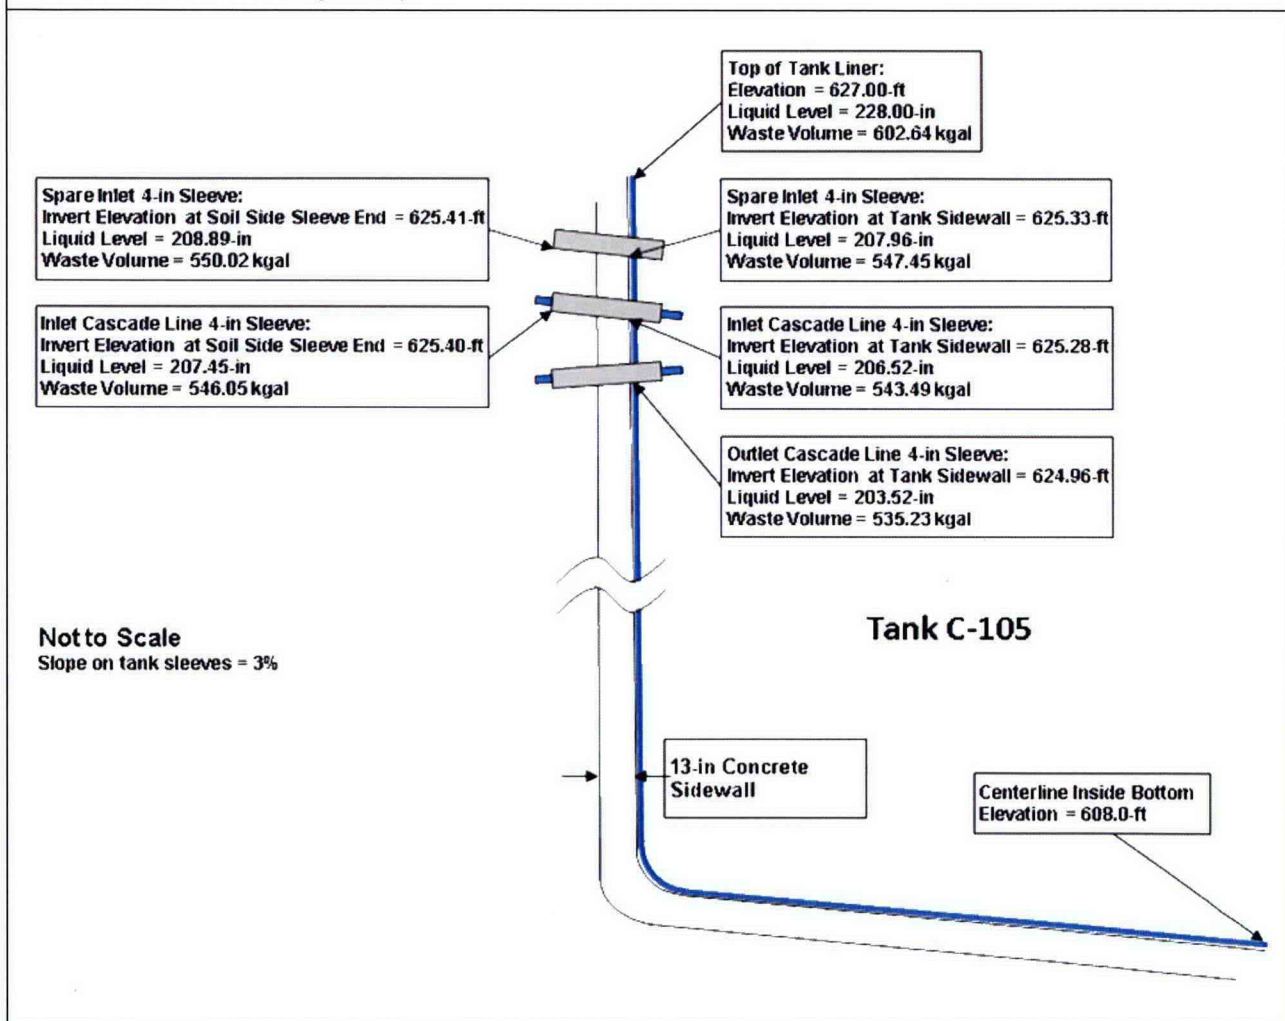 Top of Tank Liner:
Elevation = 627.00-ft
Liquid Level = 228.00-in
Waste Volume = 602.64 kgal
Spare Inlet 4-in Sleeve:
Invert Elevation at Soil Side Sleeve End = 625.41-ft
Liquid Level = 208.89-in
Waste Volume = 550.02 kgal
Spare Inlet 4-in Sleeve:
Invert Elevation at Tank Sidewall = 625.33-ft
Liquid Level = 207.96-in
Waste Volume = 547.45 kgal
Inlet Cascade Line 4-in Sleeve:
Invert Elevation at Soil Side Sleeve End = 625.40-ft
Liquid Level = 207.45-in
Waste Volume = 546.05 kgal
Inlet Cascade Line 4-in Sleeve:
Invert Elevation at Tank Sidewall = 625.28-ft
Liquid Level = 206.52-in
Waste Volume = 543.49 kgal
Outlet Cascade Line 4-in Sleeve:
Invert Elevation at Tank Sidewall = 624.96-ft
Liquid Level = 203.52-in
Waste Volume = 535.23 kgal
Not to Scale
Slope on tank sleeves = 3%
Tank C-105
13-in Concrete
Sidewall
Centerline Inside Bottom
Elevation = 608.0-ft